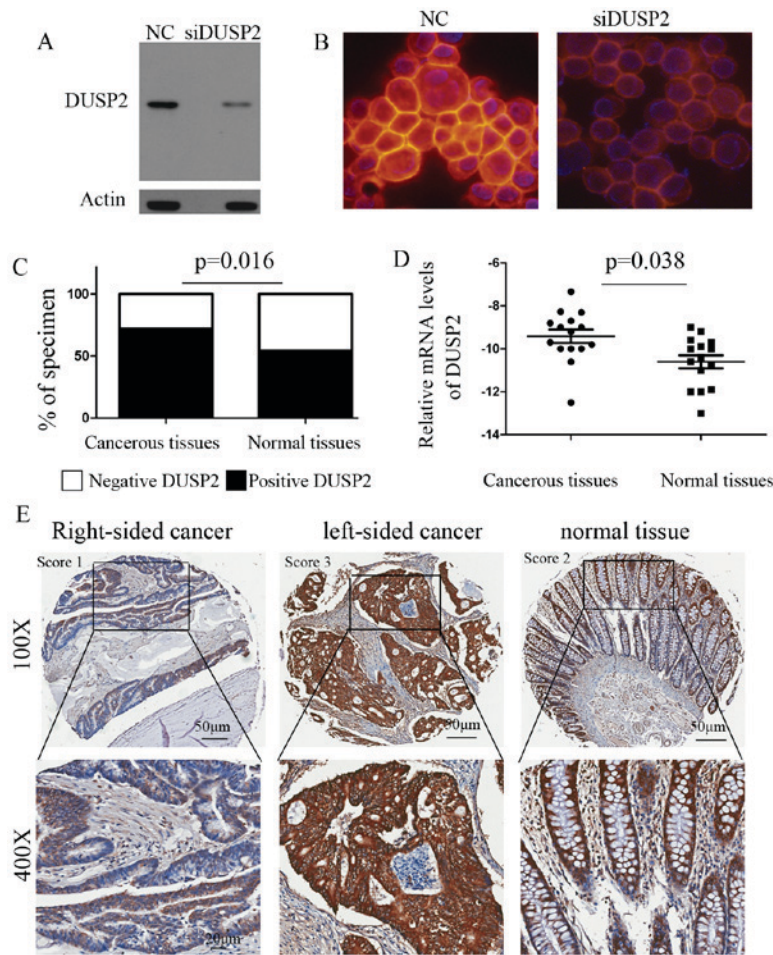 A
NC siDUSP2
DUSP2
Actin
B
NC
siDUSP2
C
p=0.016
100
50
0
% of specimen
Cancerous tissues
Normal tissues
Negative DUSP2
Positive DUSP2
D
p=0.038
-6
-8
-10
-12
-14
Relative mRNA levels
of DUSP2
Cancerous tissues
Normal tissues
E
Right-sided cancer
left-sided cancer
normal tissue
100X
Score 1
50μm
Score 3
50μm
Score 2
50μm
400X
20μm